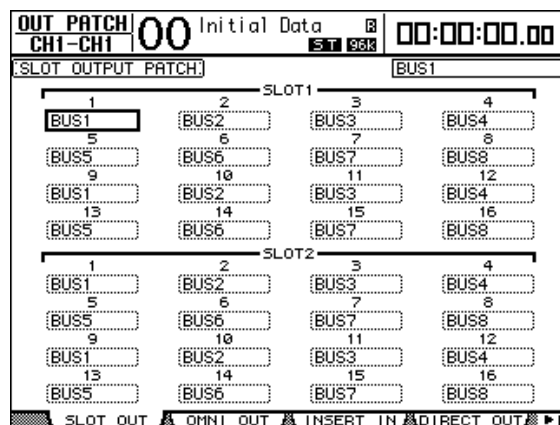 OUT PATCH 00 Initial Data R 00:00:00.00
CH1-CH1 ST 96k
SLOT OUTPUT PATCH BUS1
SLOT1
1 2 3 4
BUS1 BUS2 BUS3 BUS4
5 6 7 8
BUS5 BUS6 BUS7 BUS8
9 10 11 12
BUS1 BUS2 BUS3 BUS4
13 14 15 16
BUS5 BUS6 BUS7 BUS8
SLOT2
1 2 3 4
BUS1 BUS2 BUS3 BUS4
5 6 7 8
BUS5 BUS6 BUS7 BUS8
9 10 11 12
BUS1 BUS2 BUS3 BUS4
13 14 15 16
BUS5 BUS6 BUS7 BUS8
SLOT OUT OMNI OUT INSERT IN DIRECT OUT